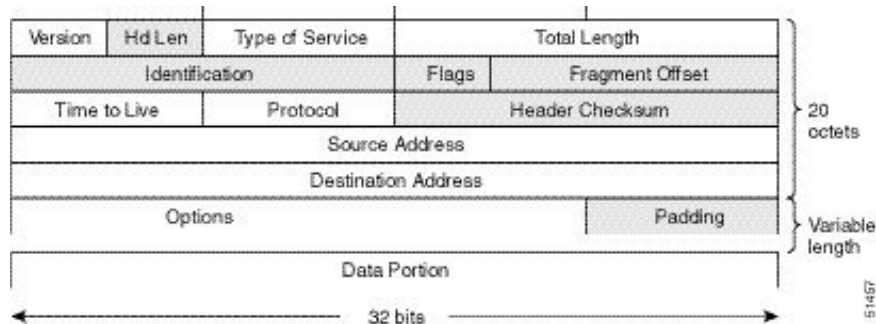 Version Hd Len Type of Service Total Length
Identification Flags Fragment Offset
Time to Live Protocol Header Checksum
20 octets
Source Address
Destination Address
Options Padding
Variable length
Data Portion
32 bits
51457